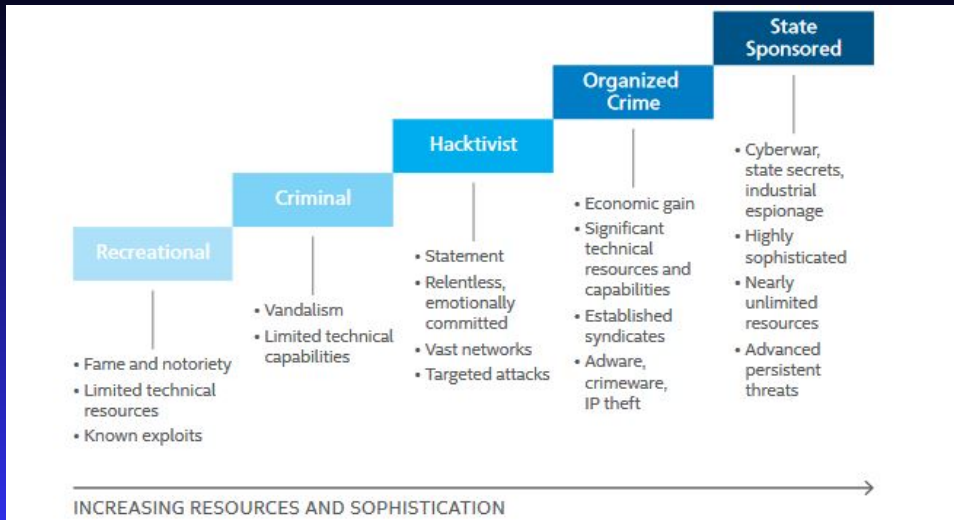 State
Sponsored
Organized
Crime
Hacktivist
Criminal
Recreational
• Fame and notoriety
• Limited technical
resources
• Known exploits
• Vandalism
• Limited technical
capabilities
• Statement
• Relentless,
emotionally
committed
• Vast networks
• Targeted attacks
• Economic gain
• Significant
technical
resources and
capabilities
• Established
syndicates
• Adware,
crimeware,
IP theft
• Cyberwar,
state secrets,
industrial
espionage
• Highly
sophisticated
• Nearly
unlimited
resources
• Advanced
persistent
threats
INCREASING RESOURCES AND SOPHISTICATION